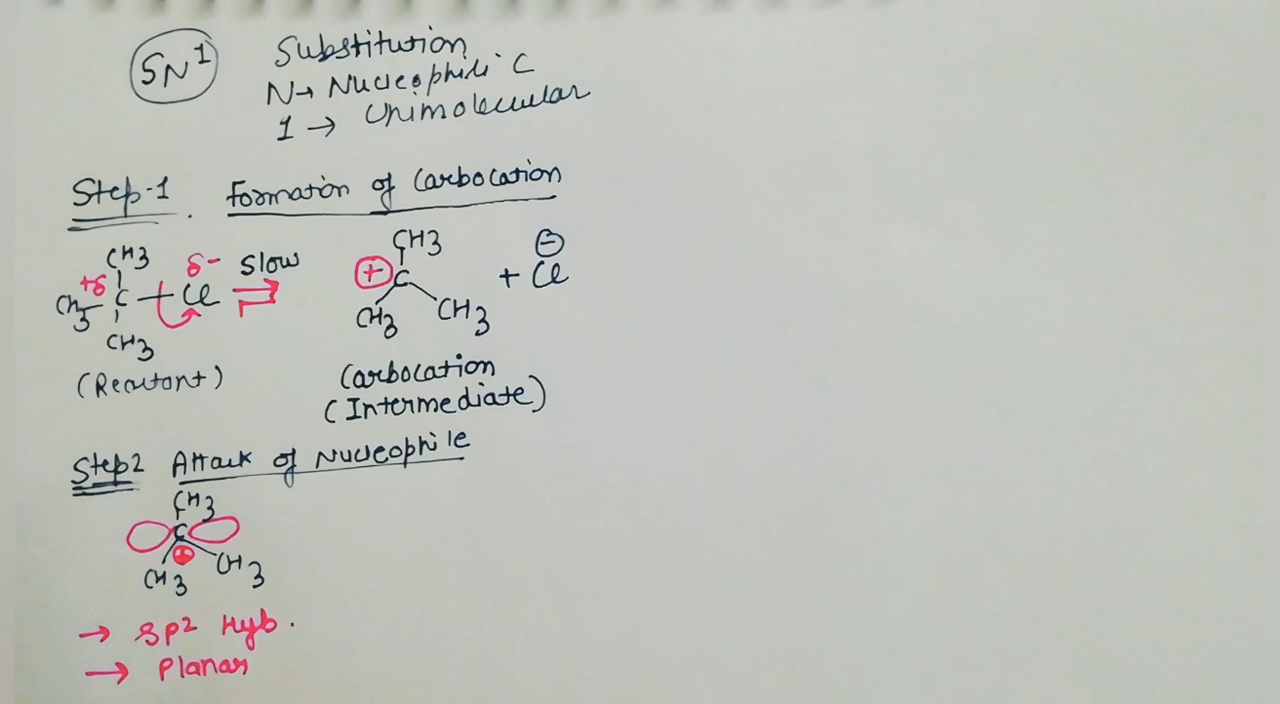 SN1 Substitution
N→ Nucleophilic
1 → Unimolecular
Step-1. Formation of Carbocation
CH3
+δ δ- Slow
CH3 - C - Cl
CH3
(Reactant)
CH3 ⊖
⊕ C + Cl
CH3 CH3
Carbocation
(Intermediate)
Step2 Attack of Nucleophile
CH3
C
⊕
CH3 CH3
→ SP2 Hyb.
→ Planar